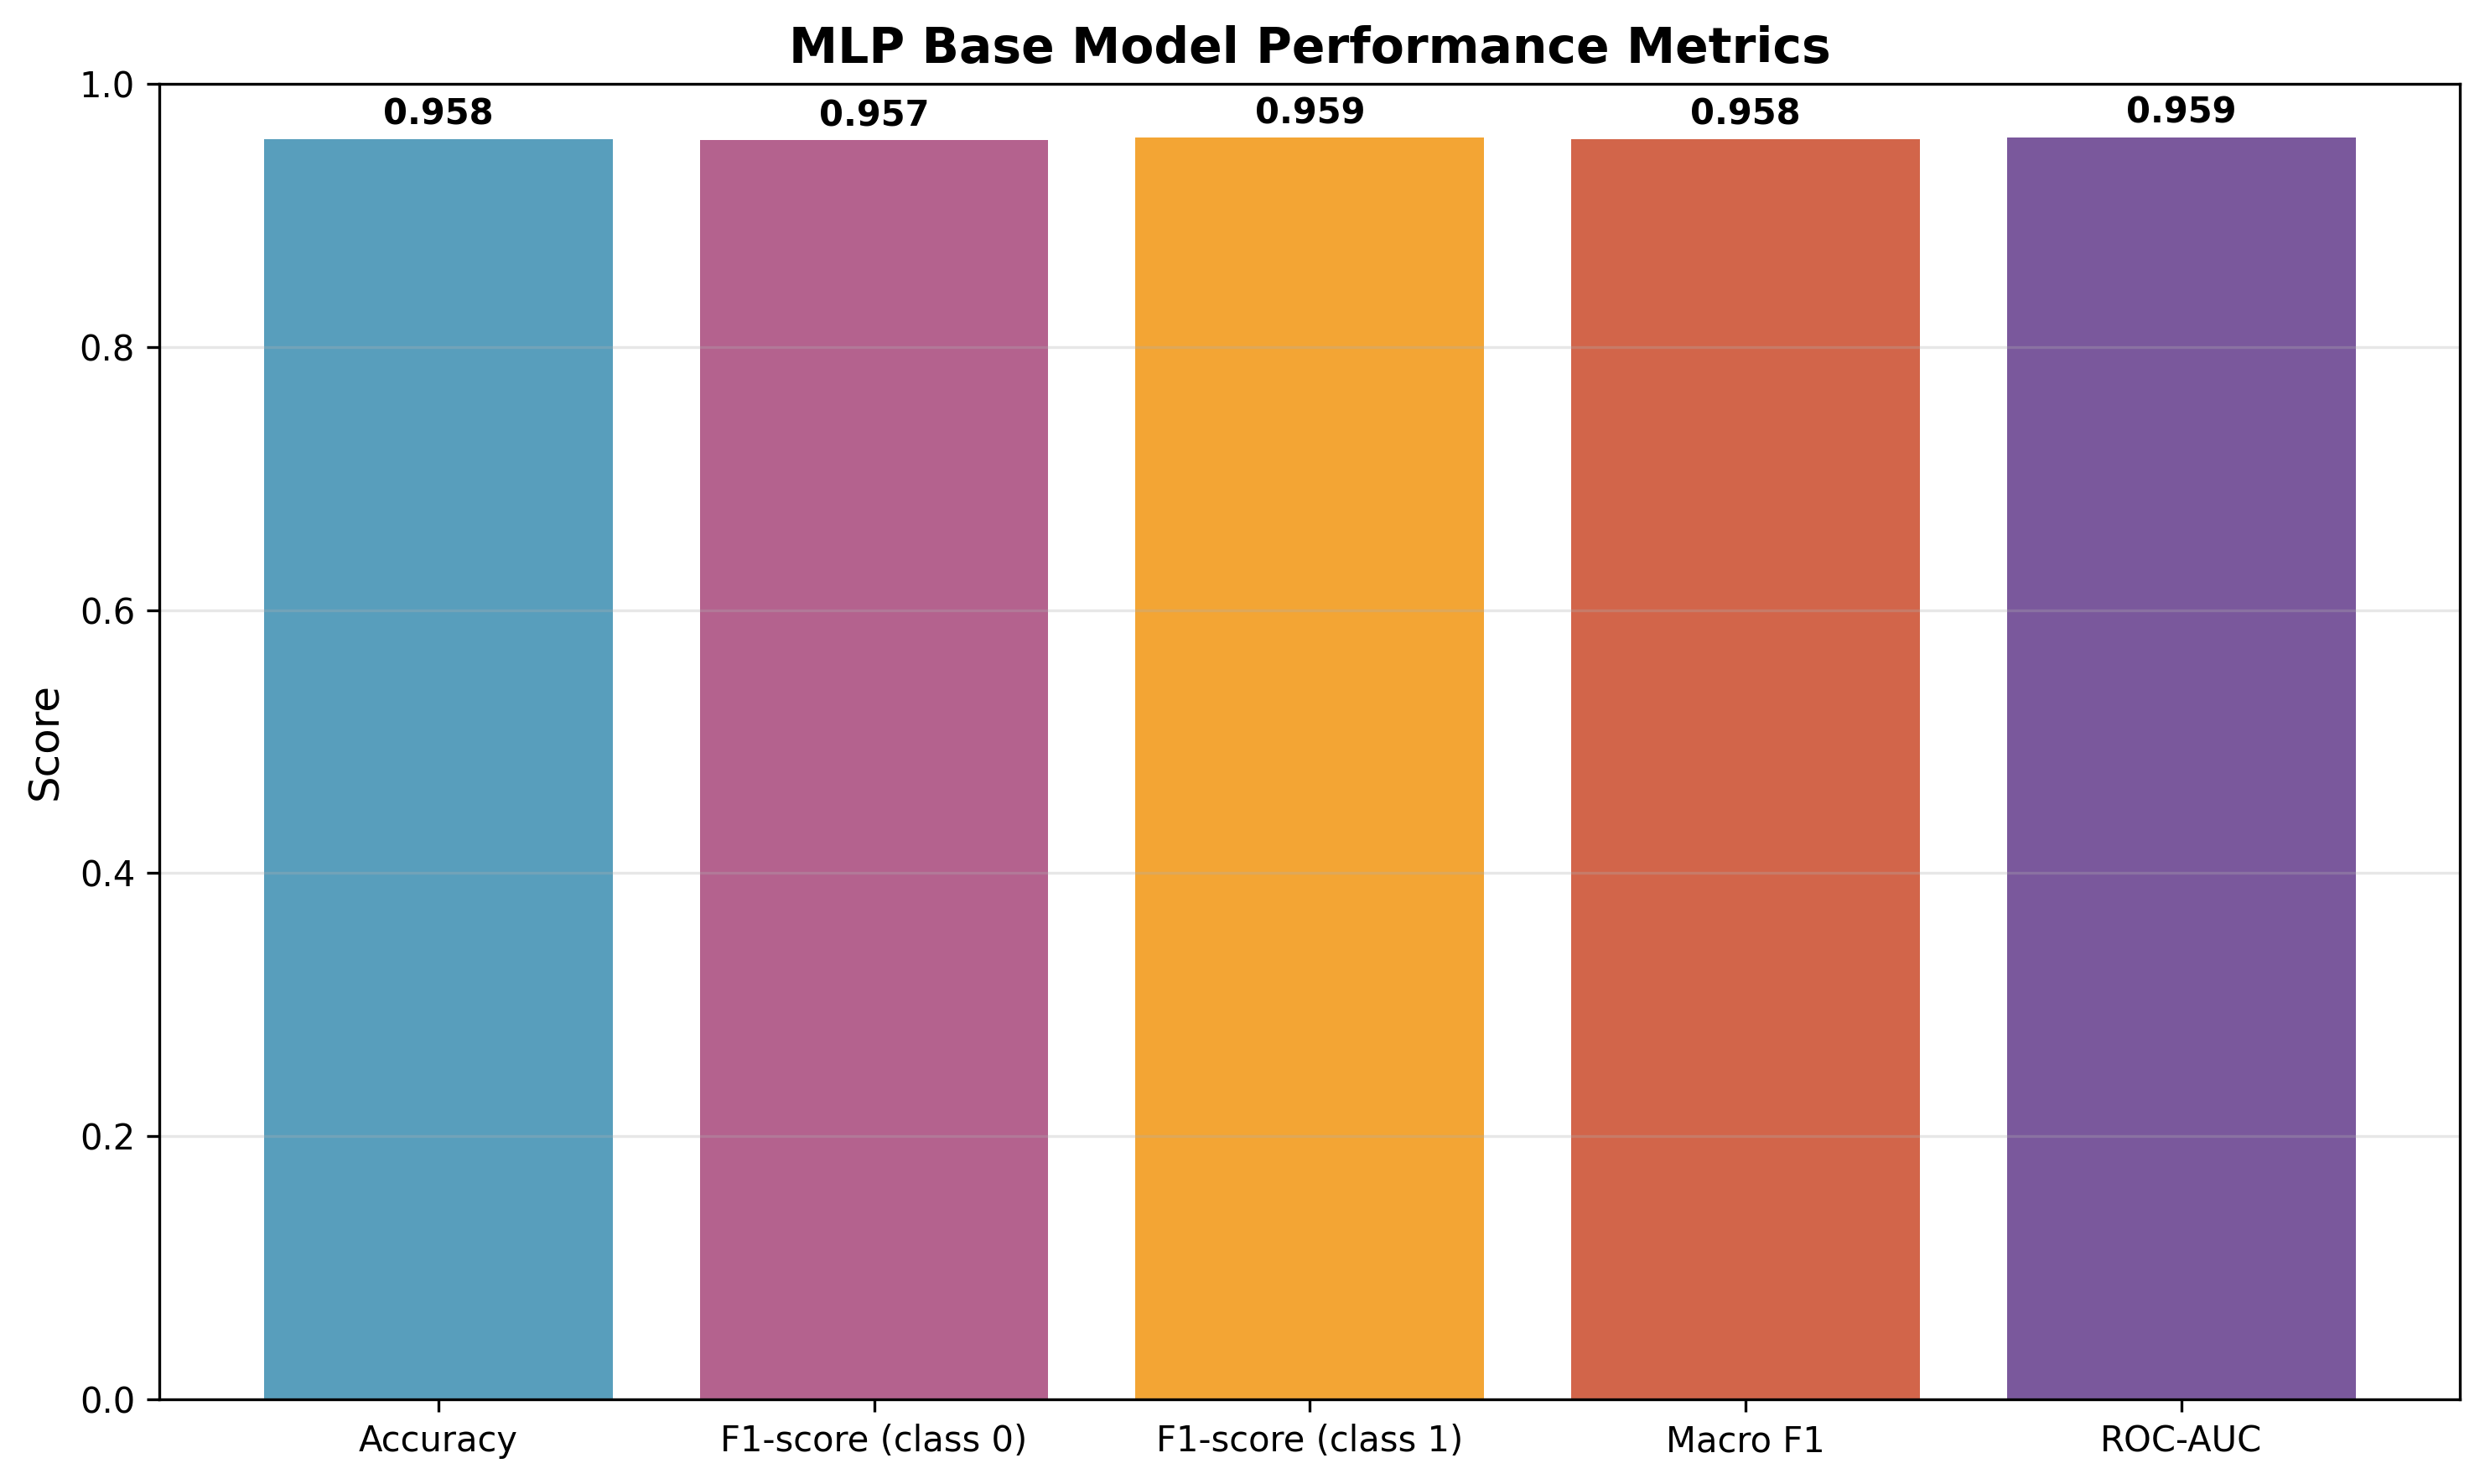 MLP Base Model Performance Metrics
1.0
0.8
0.6
0.4
0.2
0.0
Score
0.958
0.957
0.959
0.958
0.959
Accuracy
F1-score (class 0)
F1-score (class 1)
Macro F1
ROC-AUC